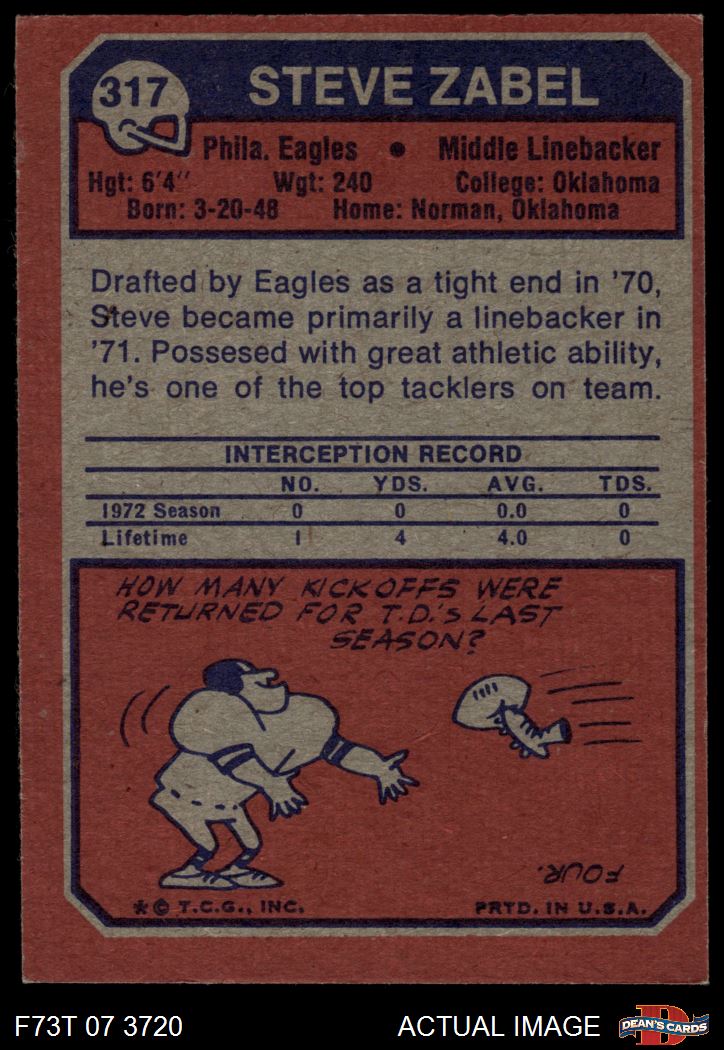 317
STEVE ZABEL
Phila. Eagles • Middle Linebacker
Hgt: 6'4" Wgt: 240 College: Oklahoma
Born: 3-20-48 Home: Norman, Oklahoma
Drafted by Eagles as a tight end in '70,
Steve became primarily a linebacker in
'71. Possesed with great athletic ability,
he's one of the top tacklers on team.
INTERCEPTION RECORD
NO. YDS. AVG. TDS.
1972 Season 0 0 0.0 0
Lifetime 1 4 4.0 0
HOW MANY KICKOFFS WERE
RETURNED FOR T.D.'s LAST
SEASON?
FOUR.
* © T.C.G., INC. PRTD. IN U.S.A.
F73T 07 3720 ACTUAL IMAGE
D
DEAN'S CARDS